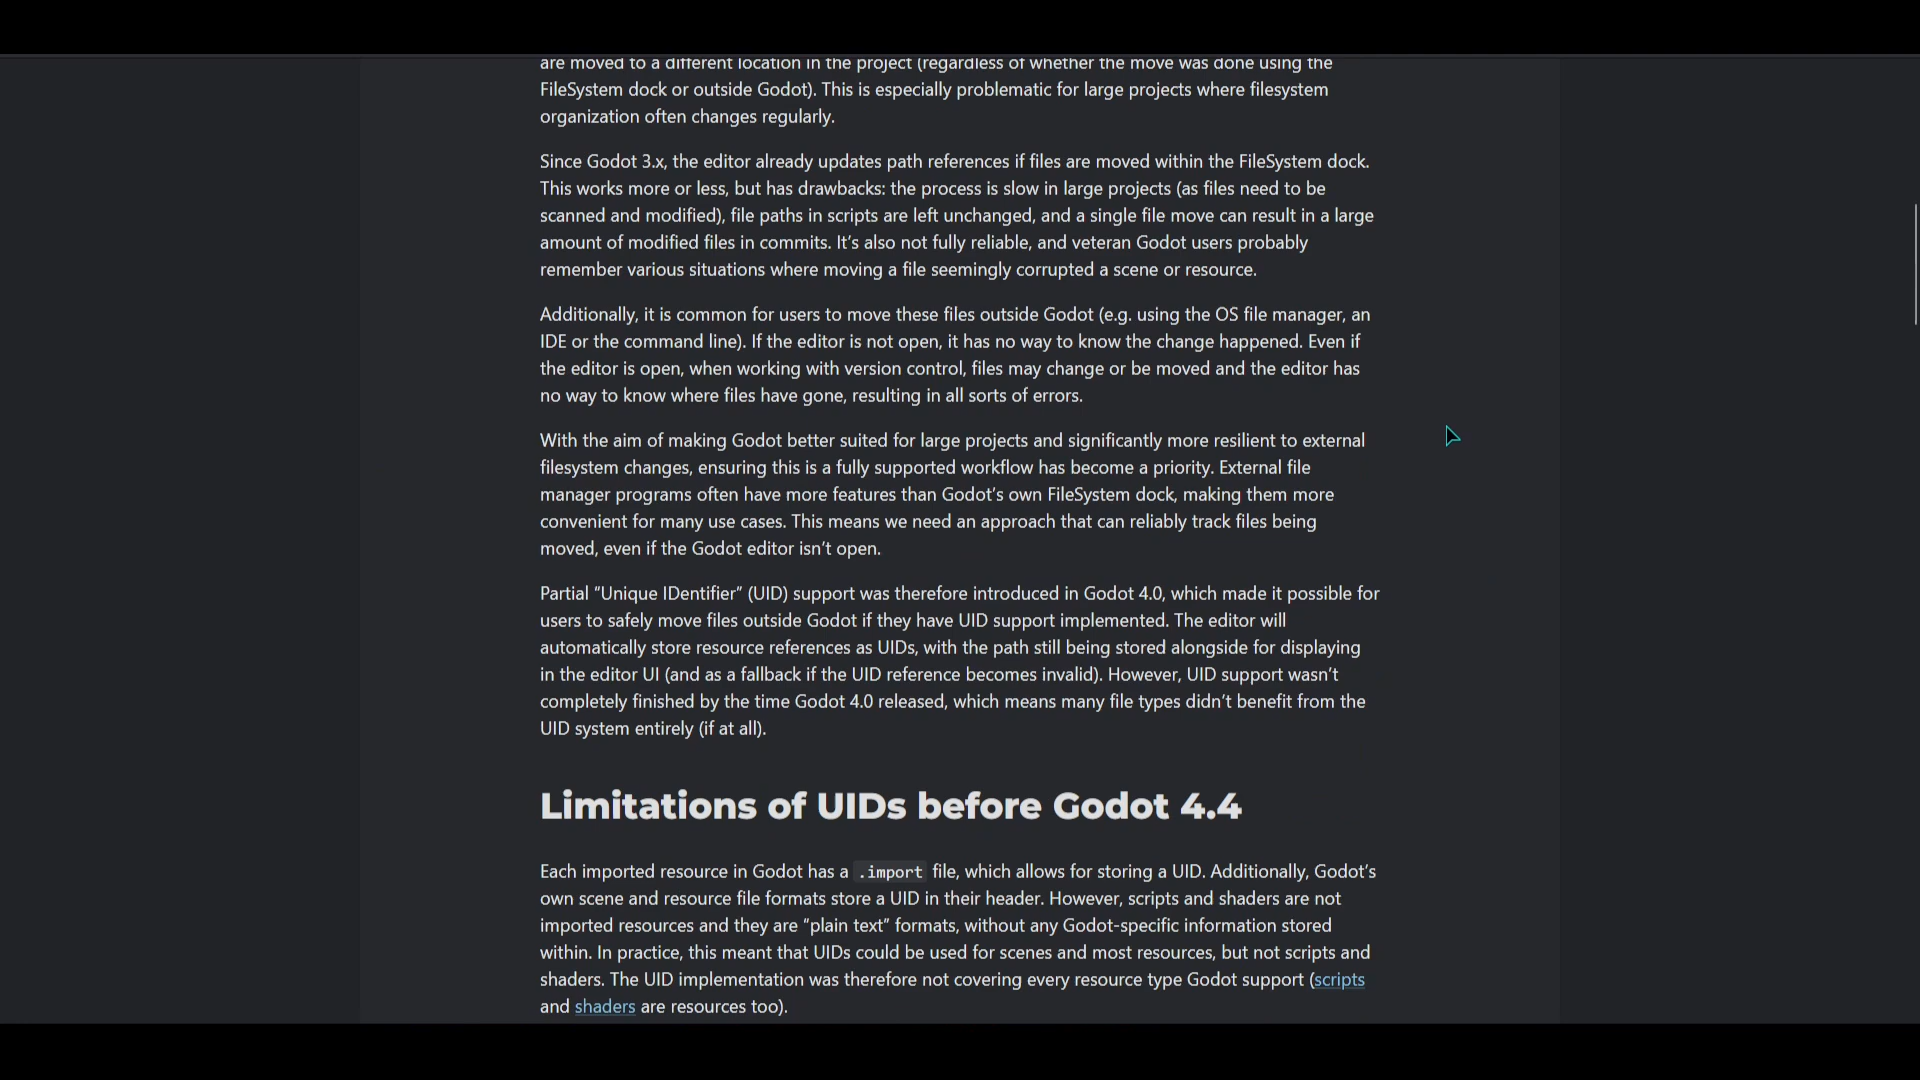 are moved to a different location in the project (regardless of whether the move was done using the
FileSystem dock or outside Godot). This is especially problematic for large projects where filesystem
organization often changes regularly.
Since Godot 3.x, the editor already updates path references if files are moved within the FileSystem dock.
This works more or less, but has drawbacks: the process is slow in large projects (as files need to be
scanned and modified), file paths in scripts are left unchanged, and a single file move can result in a large
amount of modified files in commits. It’s also not fully reliable, and veteran Godot users probably
remember various situations where moving a file seemingly corrupted a scene or resource.
Additionally, it is common for users to move these files outside Godot (e.g. using the OS file manager, an
IDE or the command line). If the editor is not open, it has no way to know the change happened. Even if
the editor is open, when working with version control, files may change or be moved and the editor has
no way to know where files have gone, resulting in all sorts of errors.
With the aim of making Godot better suited for large projects and significantly more resilient to external
filesystem changes, ensuring this is a fully supported workflow has become a priority. External file
manager programs often have more features than Godot’s own FileSystem dock, making them more
convenient for many use cases. This means we need an approach that can reliably track files being
moved, even if the Godot editor isn’t open.
Partial “Unique IDentifier” (UID) support was therefore introduced in Godot 4.0, which made it possible for
users to safely move files outside Godot if they have UID support implemented. The editor will
automatically store resource references as UIDs, with the path still being stored alongside for displaying
in the editor UI (and as a fallback if the UID reference becomes invalid). However, UID support wasn’t
completely finished by the time Godot 4.0 released, which means many file types didn’t benefit from the
UID system entirely (if at all).
Limitations of UIDs before Godot 4.4
Each imported resource in Godot has a .import file, which allows for storing a UID. Additionally, Godot’s
own scene and resource file formats store a UID in their header. However, scripts and shaders are not
imported resources and they are “plain text” formats, without any Godot-specific information stored
within. In practice, this meant that UIDs could be used for scenes and most resources, but not scripts and
shaders. The UID implementation was therefore not covering every resource type Godot support (scripts
and shaders are resources too).